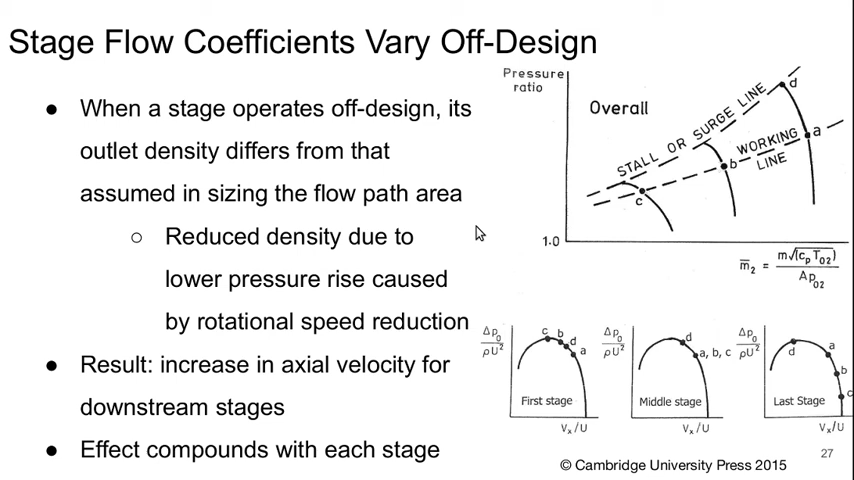 Stage Flow Coefficients Vary Off-Design
● When a stage operates off-design, its
outlet density differs from that
assumed in sizing the flow path area
○ Reduced density due to
lower pressure rise caused
by rotational speed reduction
● Result: increase in axial velocity for
downstream stages
● Effect compounds with each stage
Pressure
ratio
Overall
STALL OR SURGE LINE
WORKING
LINE
d
a
b
c
1.0
m̅₂ = m√(cₚT₀₂) / Ap₀₂
Δp₀ / ρU²
c b d a
First stage
Vₓ/U
Δp₀ / ρU²
d
a, b, c
Middle stage
Vₓ/U
Δp₀ / ρU²
d
a
b
c
Last Stage
Vₓ/U
27
© Cambridge University Press 2015